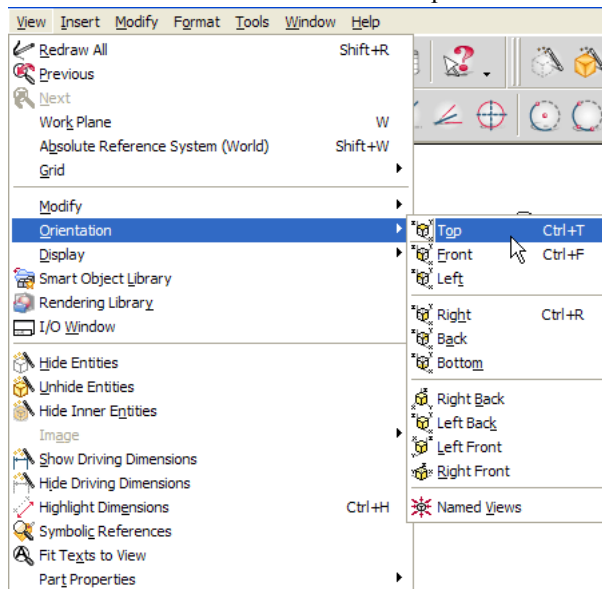 View Insert Modify Format Tools Window Help
Redraw All Shift+R
Previous
Next
Work Plane W
Absolute Reference System (World) Shift+W
Grid
Modify
Orientation
Display
Smart Object Library
Rendering Library
I/O Window
Hide Entities
Unhide Entities
Hide Inner Entities
Image
Show Driving Dimensions
Hide Driving Dimensions
Highlight Dimensions Ctrl+H
Symbolic References
Fit Texts to View
Part Properties
Top Ctrl+T
Front Ctrl+F
Left
Right Ctrl+R
Back
Bottom
Right Back
Left Back
Left Front
Right Front
Named Views